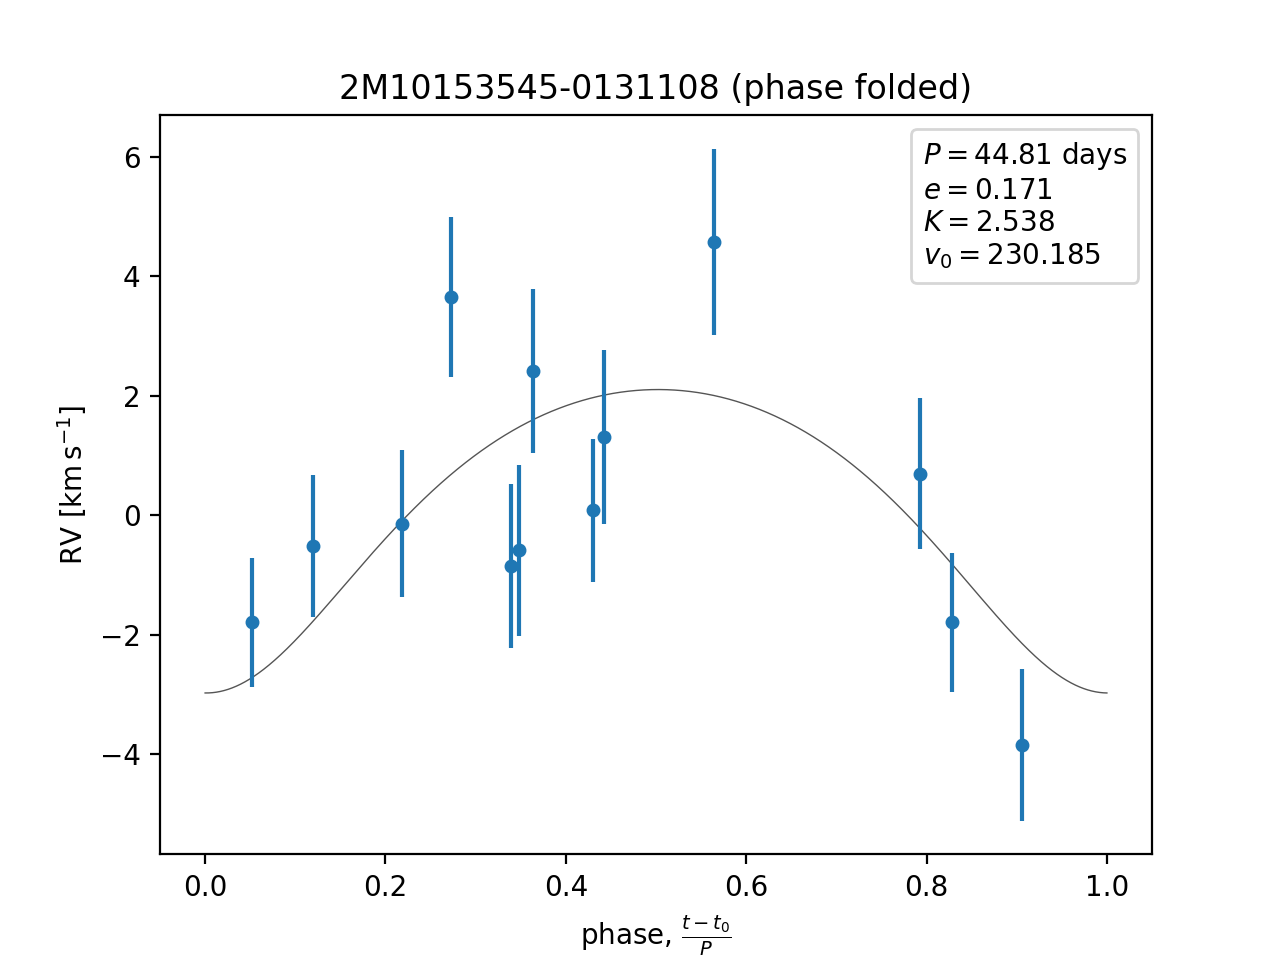 2M10153545-0131108 (phase folded)
P = 44.81 days
e = 0.171
K = 2.538
v₀ = 230.185
RV [km s⁻¹]
6
4
2
0
−2
−4
0.0 0.2 0.4 0.6 0.8 1.0
phase, (t − t₀)/P